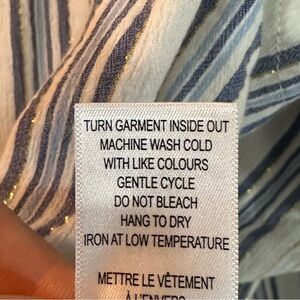 TURN GARMENT INSIDE OUT
MACHINE WASH COLD
WITH LIKE COLOURS
GENTLE CYCLE
DO NOT BLEACH
HANG TO DRY
IRON AT LOW TEMPERATURE
METTRE LE VÊTEMENT
À L'ENVERS